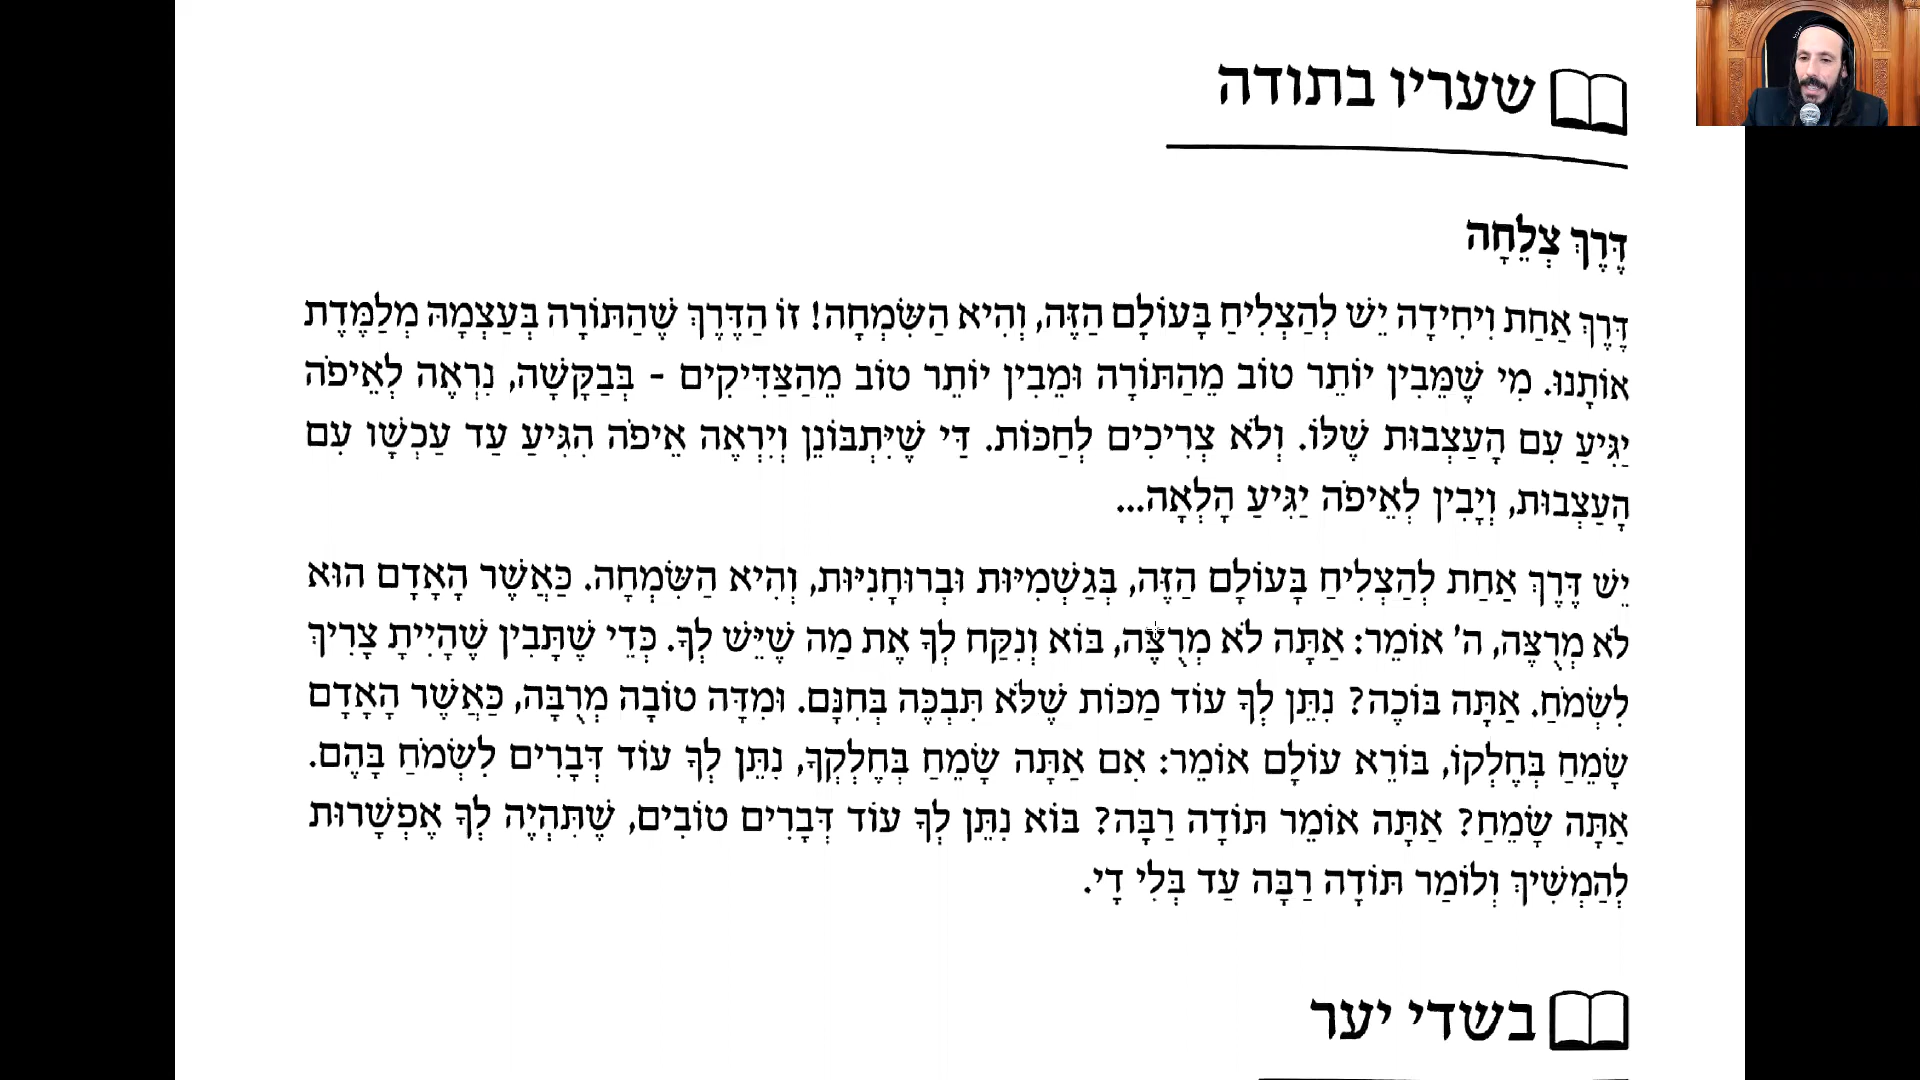 שעריו בתודה
דֶּרֶךְ צְלֵחָה
דֶּרֶךְ אַחַת וִיחִידָה יֵשׁ לְהַצְלִיחַ בָּעוֹלָם הַזֶּה, וְהִיא הַשִּׂמְחָה! זוֹ הַדֶּרֶךְ שֶׁהַתּוֹרָה בְּעַצְמָהּ מְלַמֶּדֶת
אוֹתָנוּ. מִי שֶׁמֵּבִין יוֹתֵר טוֹב מֵהַתּוֹרָה וּמֵבִין יוֹתֵר טוֹב מֵהַצַּדִּיקִים - בְּבַקָּשָׁה, נִרְאֶה לְאֵיפֹה
יַגִּיעַ עִם הָעַצְבוּת שֶׁלּוֹ. וְלֹא צְרִיכִים לְחַכּוֹת. דַּי שֶׁיִּתְבּוֹנֵן וְיִרְאֶה אֵיפֹה הִגִּיעַ עַד עַכְשָׁו עִם
הָעַצְבוּת, וְיָבִין לְאֵיפֹה יַגִּיעַ הָלְאָה...
יֵשׁ דֶּרֶךְ אַחַת לְהַצְלִיחַ בָּעוֹלָם הַזֶּה, בְּגַשְׁמִיּוּת וּבְרוּחָנִיּוּת, וְהִיא הַשִּׂמְחָה. כַּאֲשֶׁר הָאָדָם הוּא
לֹא מְרֻצֶּה, ה' אוֹמֵר: אַתָּה לֹא מְרֻצֶּה, בּוֹא וְנִקַּח לְךָ אֶת מַה שֶׁיֵּשׁ לְךָ. כְּדֵי שֶׁתָּבִין שֶׁהָיִיתָ צָרִיךְ
לִשְׂמֹחַ. אַתָּה בּוֹכֶה? נִתֵּן לְךָ עוֹד מַכּוֹת שֶׁלֹּא תִּבְכֶּה בְּחִנָּם. וּמִדָּה טוֹבָה מְרֻבָּה, כַּאֲשֶׁר הָאָדָם
שָׂמֵחַ בְּחֶלְקוֹ, בּוֹרֵא עוֹלָם אוֹמֵר: אִם אַתָּה שָׂמֵחַ בְּחֶלְקְךָ, נִתֵּן לְךָ עוֹד דְּבָרִים לִשְׂמֹחַ בָּהֶם.
אַתָּה שָׂמֵחַ? אַתָּה אוֹמֵר תּוֹדָה רַבָּה? בּוֹא נִתֵּן לְךָ עוֹד דְּבָרִים טוֹבִים, שֶׁתִּהְיֶה לְךָ אֶפְשָׁרוּת
לְהַמְשִׁיךְ וְלוֹמַר תּוֹדָה רַבָּה עַד בְּלִי דָי.
בשדי יער